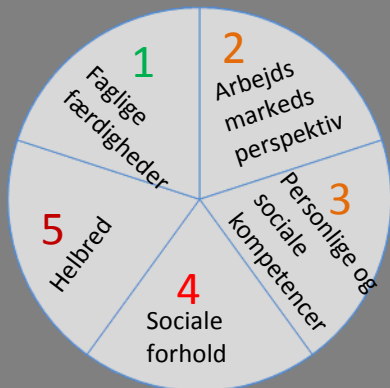 1
Faglige
færdigheder
2
Arbejds
markeds
perspektiv
3
Personlige og
sociale
kompetencer
4
Sociale
forhold
5
Helbred